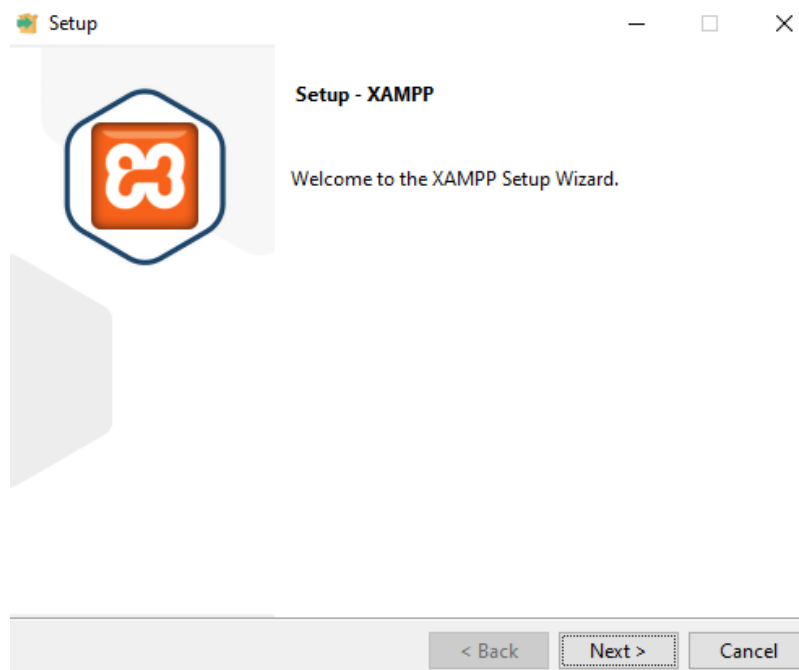 Setup
Setup - XAMPP
Welcome to the XAMPP Setup Wizard.
< Back
Next >
Cancel